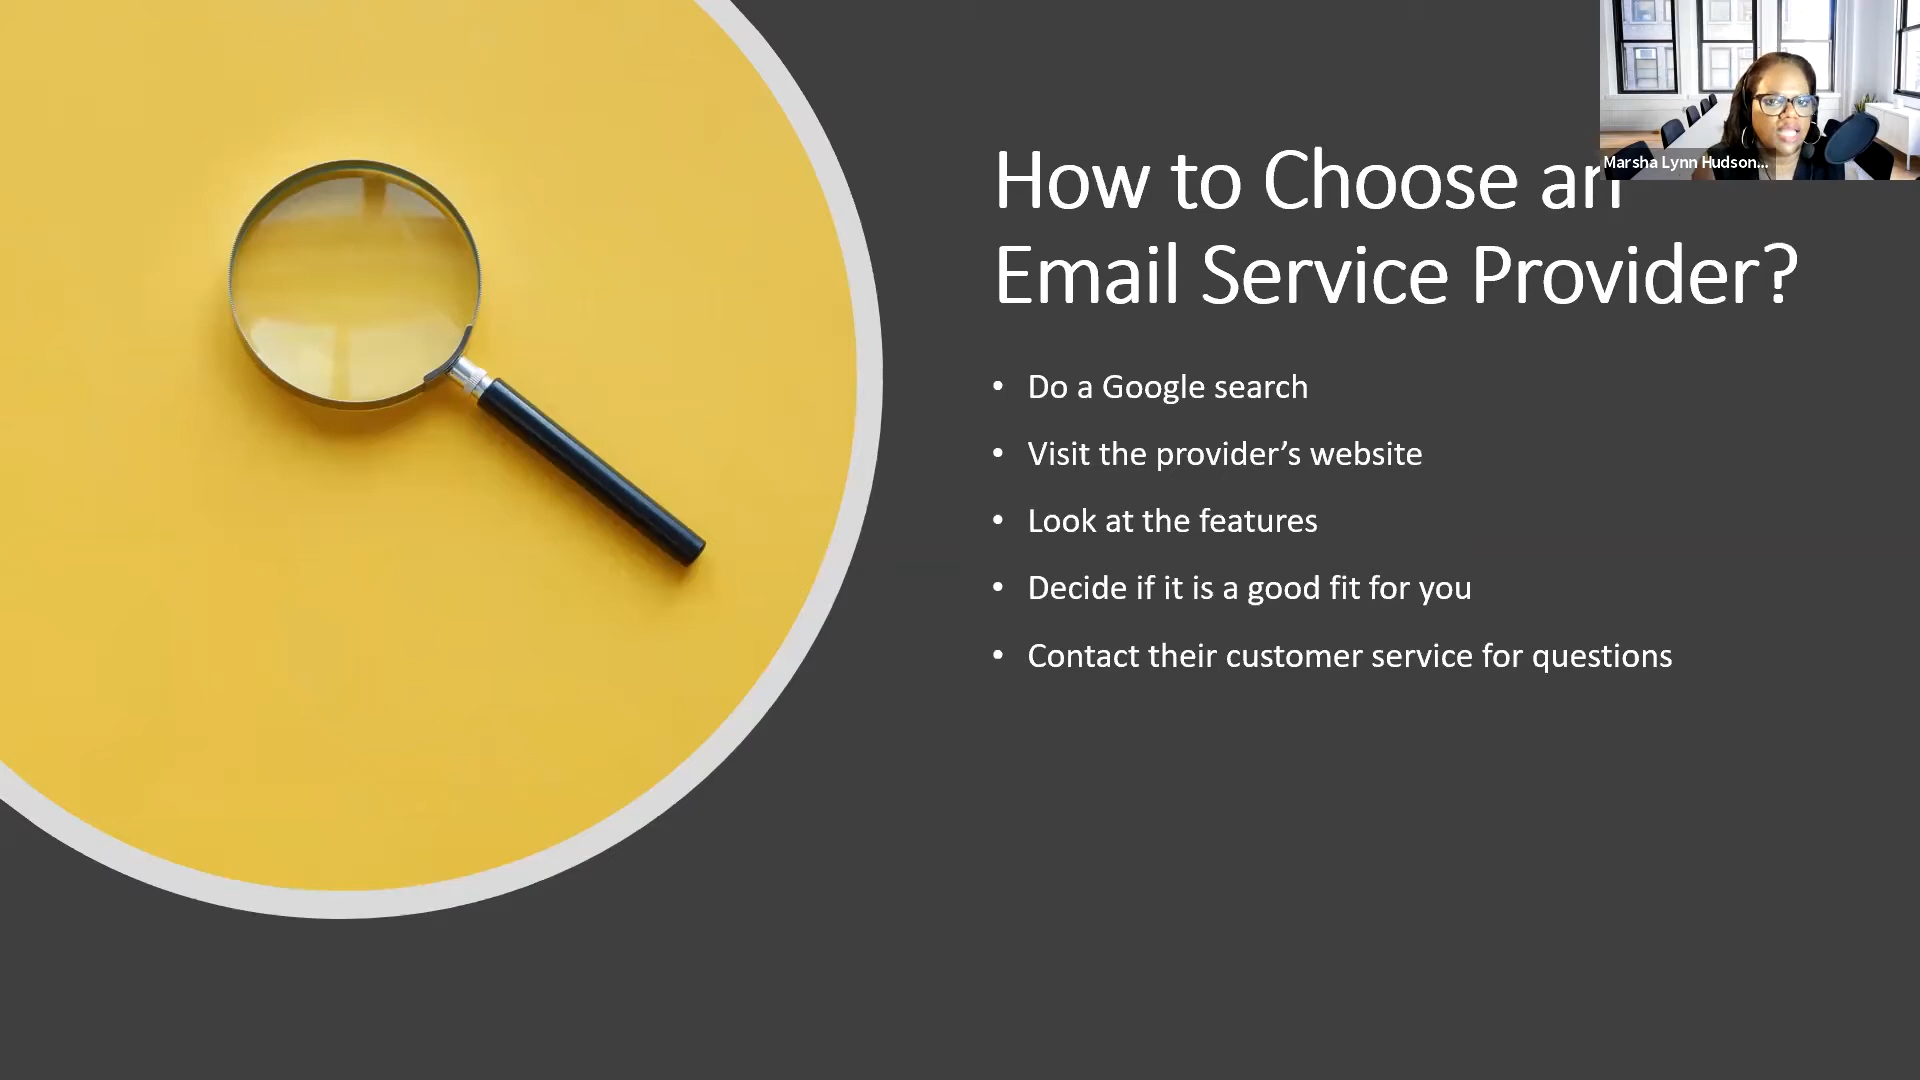 How to Choose an
Email Service Provider?
• Do a Google search
• Visit the provider’s website
• Look at the features
• Decide if it is a good fit for you
• Contact their customer service for questions
Marsha Lynn Hudson...